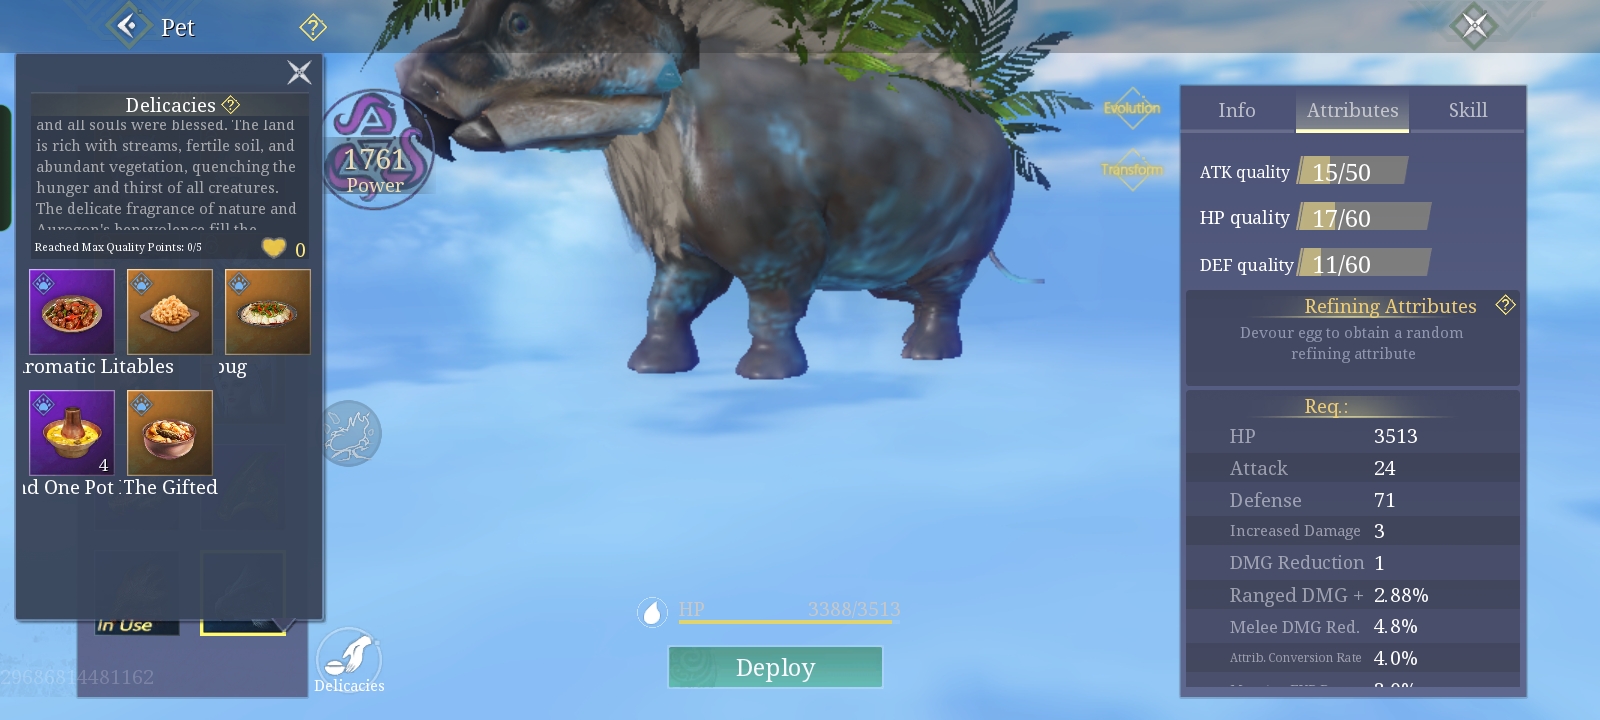 Pet
Delicacies
and all souls were blessed. The land
is rich with streams, fertile soil, and
abundant vegetation, quenching the
hunger and thirst of all creatures.
The delicate fragrance of nature and
Aurogon's benevolence fill the
Reached Max Quality Points: 0/5
0
romatic Litables
oug
4
d One Pot
The Gifted
In Use
29686814481162
Delicacies
1761
Power
HP
3388/3513
Deploy
Evolution
Transform
Info
Attributes
Skill
ATK quality 15/50
HP quality 17/60
DEF quality 11/60
Refining Attributes
Devour egg to obtain a random
refining attribute
Req.:
HP 3513
Attack 24
Defense 71
Increased Damage 3
DMG Reduction 1
Ranged DMG + 2.88%
Melee DMG Red. 4.8%
Attrib. Conversion Rate 4.0%